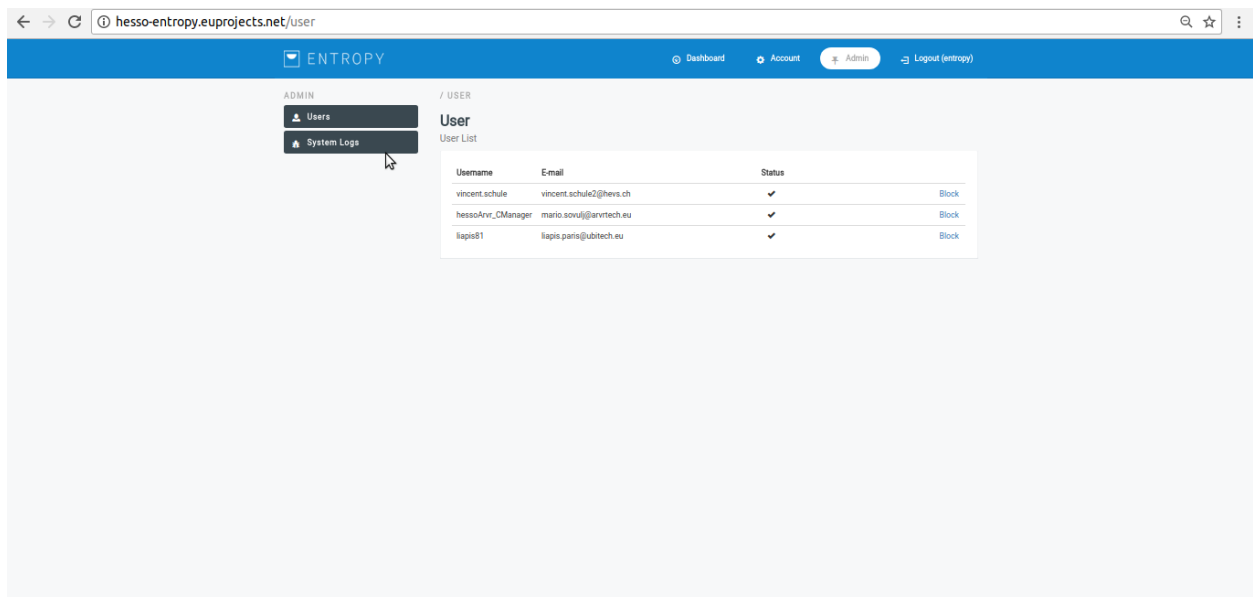 hesso-entropy.euprojects.net/user
ENTROPY
Dashboard Account Admin Logout (entropy)
ADMIN
Users
System Logs
/ USER
User
User List
Username E-mail Status
vincent.schule vincent.schule2@hevs.ch Block
hessoArvr_CManager mario.sovulj@arvrtech.eu Block
liapis81 liapis.paris@ubitech.eu Block